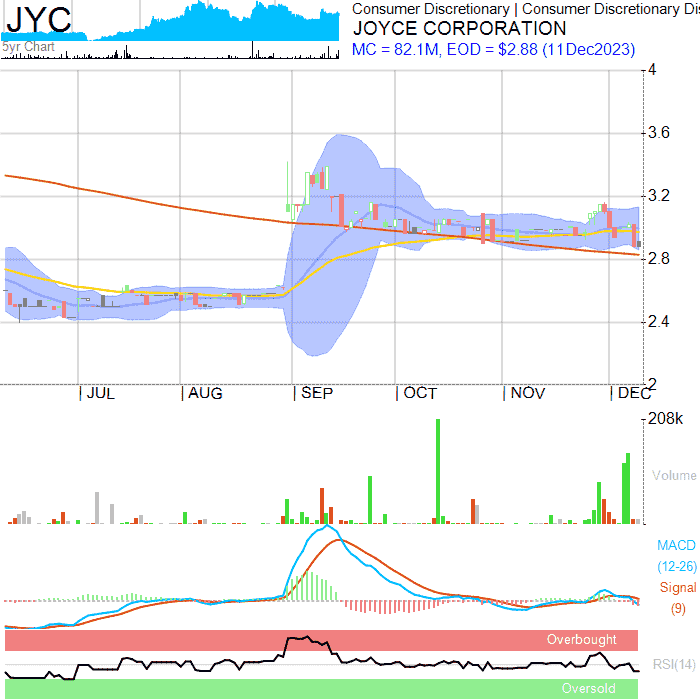 JYC
5yr Chart
Consumer Discretionary | Consumer Discretionary Dis
JOYCE CORPORATION
MC = 82.1M, EOD = $2.88 (11Dec2023)
4
3.6
3.2
2.8
2.4
2
| JUL | AUG | SEP | OCT | NOV | DEC
208k
Volume
MACD
(12-26)
Signal
(9)
Overbought
RSI(14)
Oversold